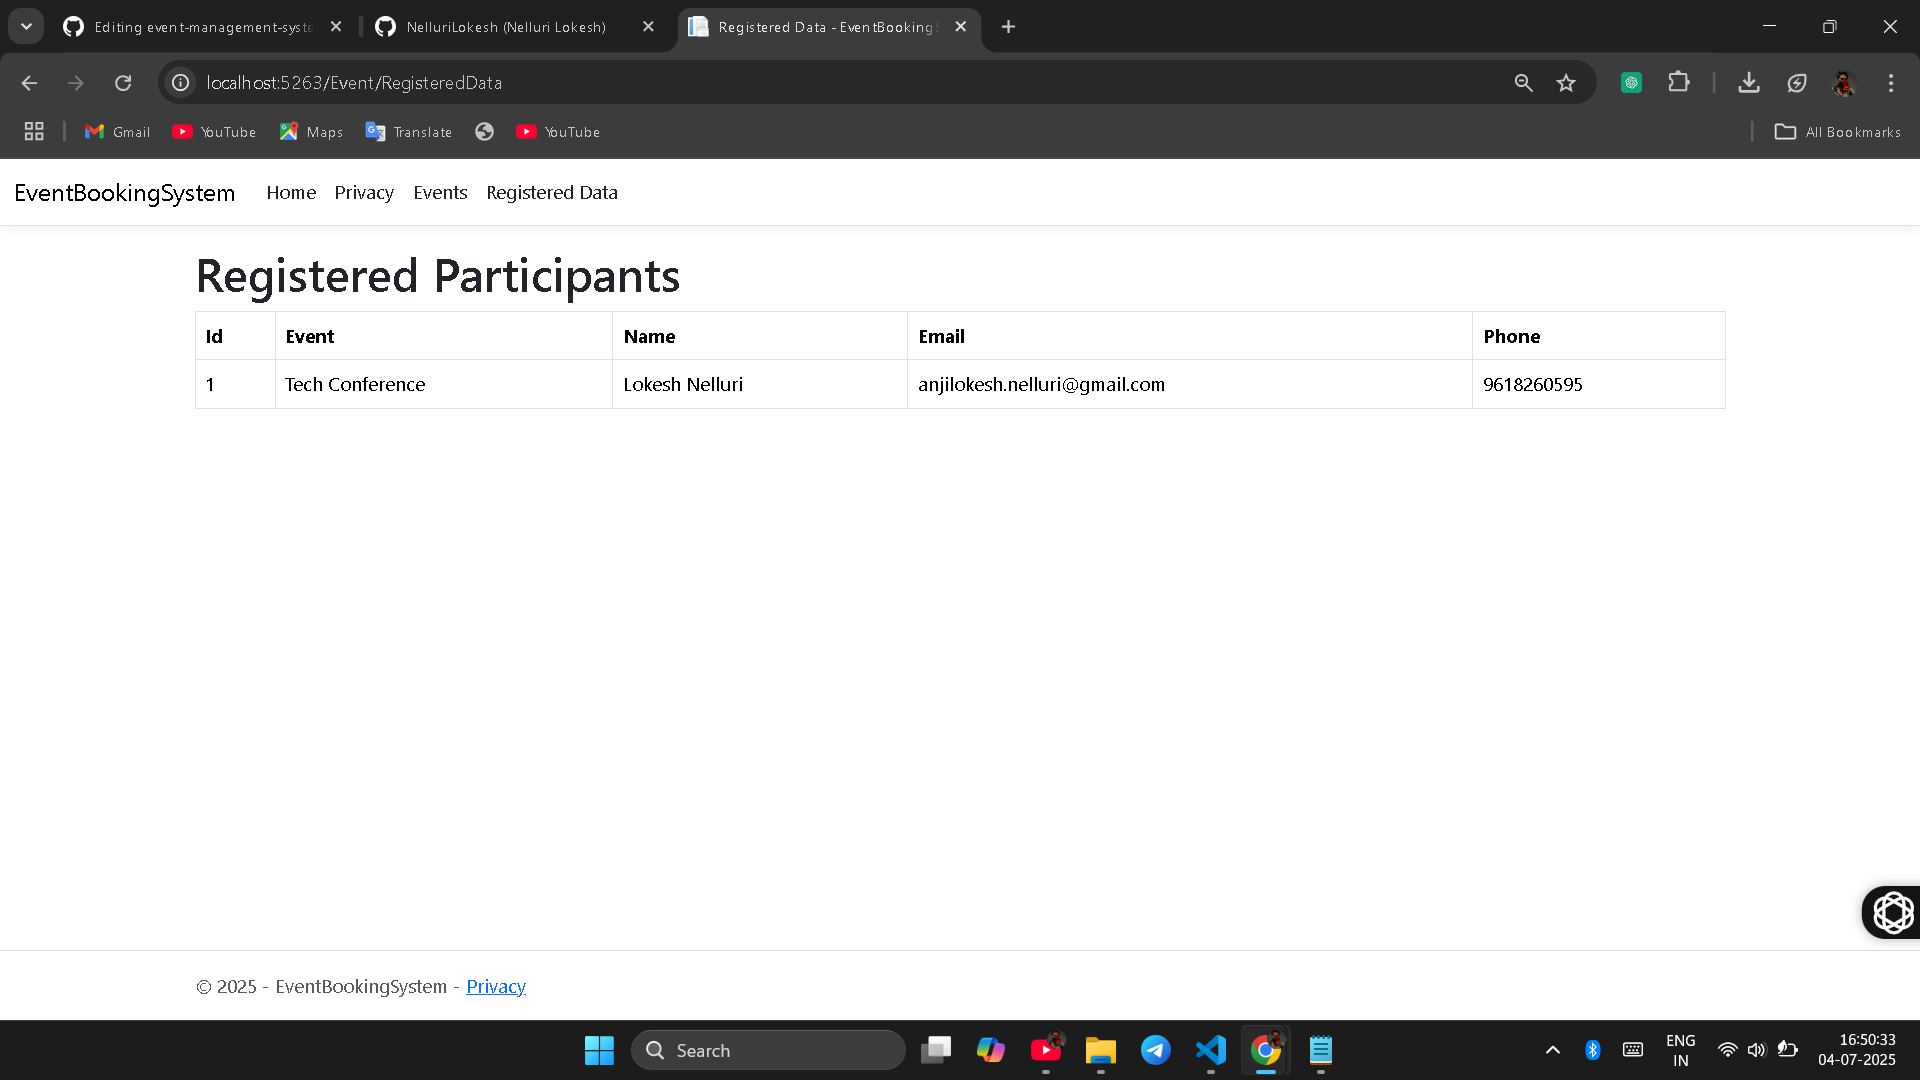 Editing event-management-syste
NelluriLokesh (Nelluri Lokesh)
Registered Data - EventBookingS
localhost:5263/Event/RegisteredData
Gmail
YouTube
Maps
Translate
YouTube
All Bookmarks
EventBookingSystem
Home
Privacy
Events
Registered Data
Registered Participants
Id Event Name Email Phone
1 Tech Conference Lokesh Nelluri anjilokesh.nelluri@gmail.com 9618260595
© 2025 - EventBookingSystem - Privacy
Search
ENG
IN
16:50:33
04-07-2025